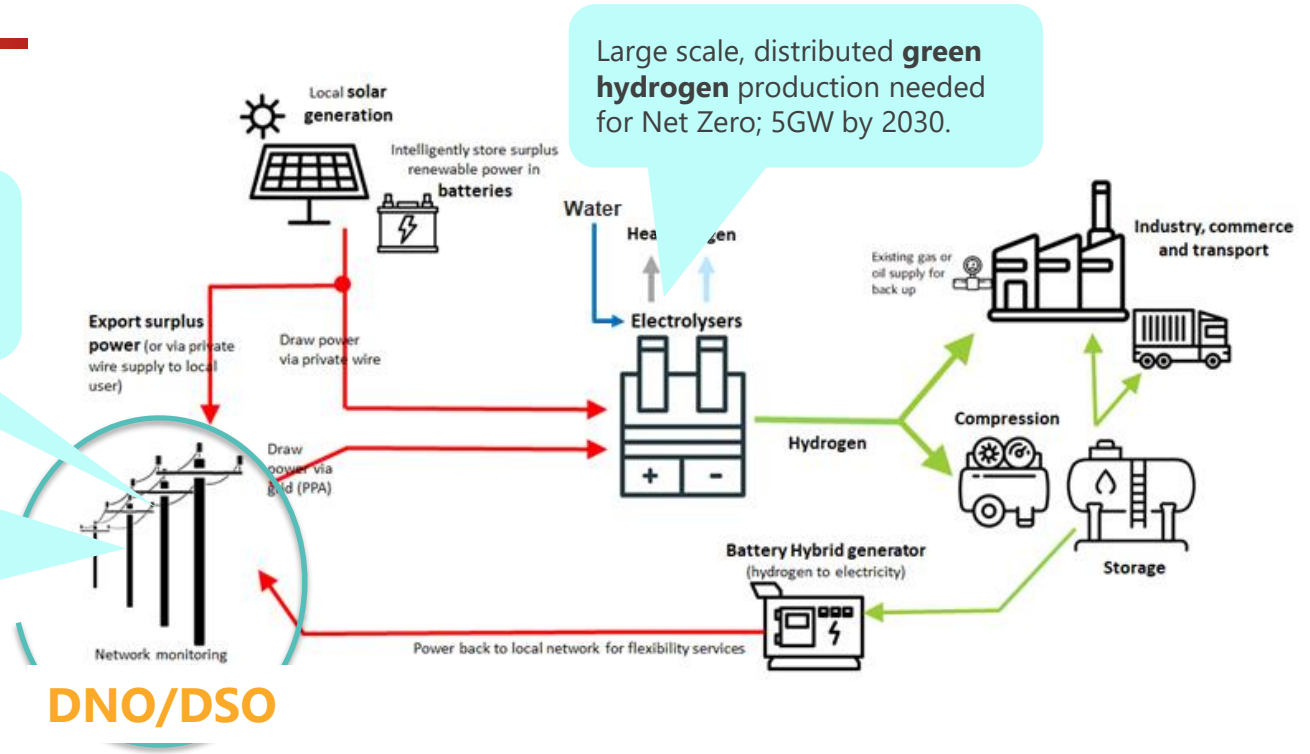 Large scale, distributed green
hydrogen production needed
for Net Zero; 5GW by 2030.
Local solar
generation
Intelligently store surplus
renewable power in
batteries
Water
Hea gen
Electrolysers
Existing gas or
oil supply for
back up
Industry, commerce
and transport
Export surplus
power (or via private
wire supply to local
user)
Draw power
via private wire
Draw
power via
grid (PPA)
+ -
Hydrogen
Compression
Storage
Battery Hybrid generator
(hydrogen to electricity)
Power back to local network for flexibility services
Network monitoring
DNO/DSO